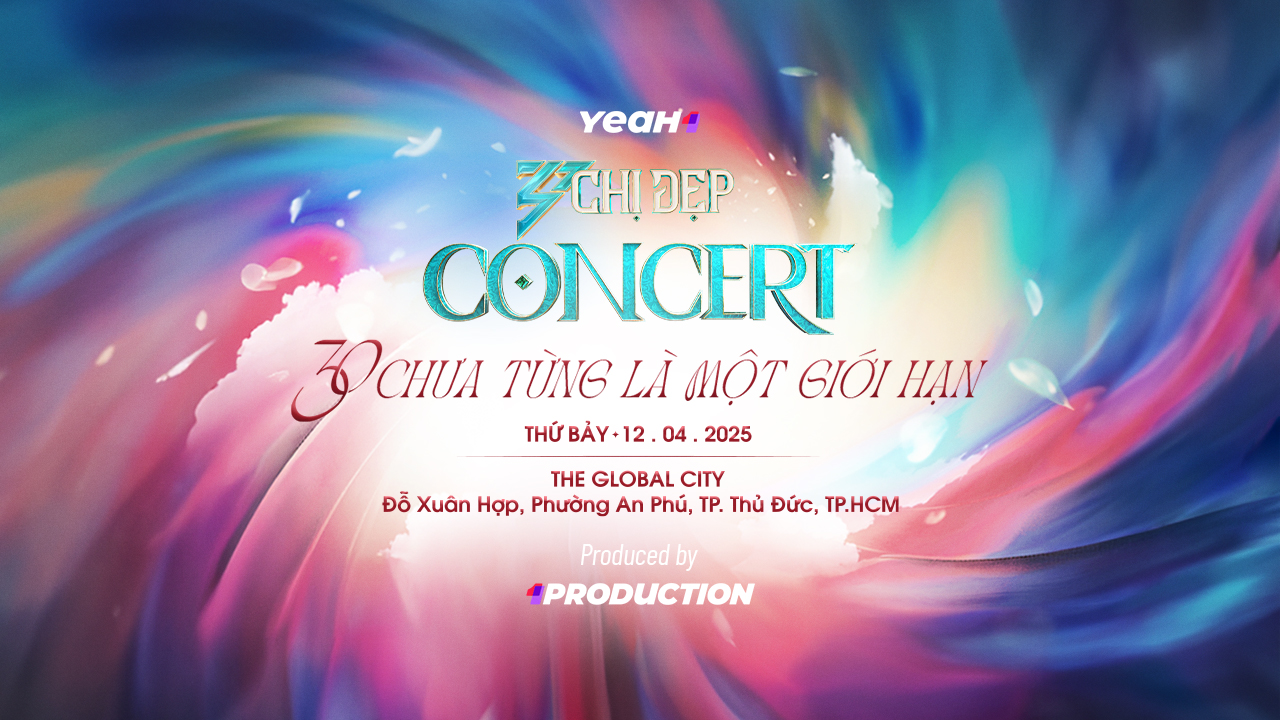 YEAH1
CHỊ ĐẸP
CONCERT
30 CHƯA TỪNG LÀ MỘT GIỚI HẠN
THỨ BẢY • 12 . 04 . 2025
THE GLOBAL CITY
Đỗ Xuân Hợp, Phường An Phú, TP. Thủ Đức, TP.HCM
Produced by
1PRODUCTION